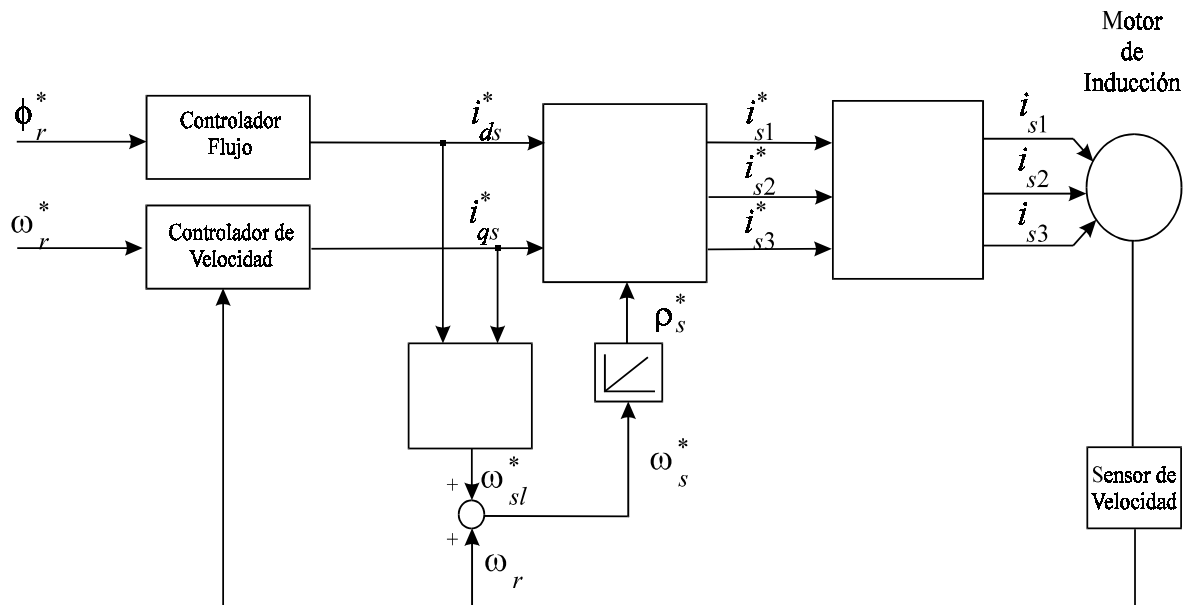 Motor
de
Inducción
ϕ*r
Controlador
Flujo
i*ds
i*s1
is1
i*s2
is2
ω*r
Controlador de
Velocidad
i*qs
i*s3
is3
ρ*s
ω*sl
ω*s
+
+
ωr
Sensor de
Velocidad